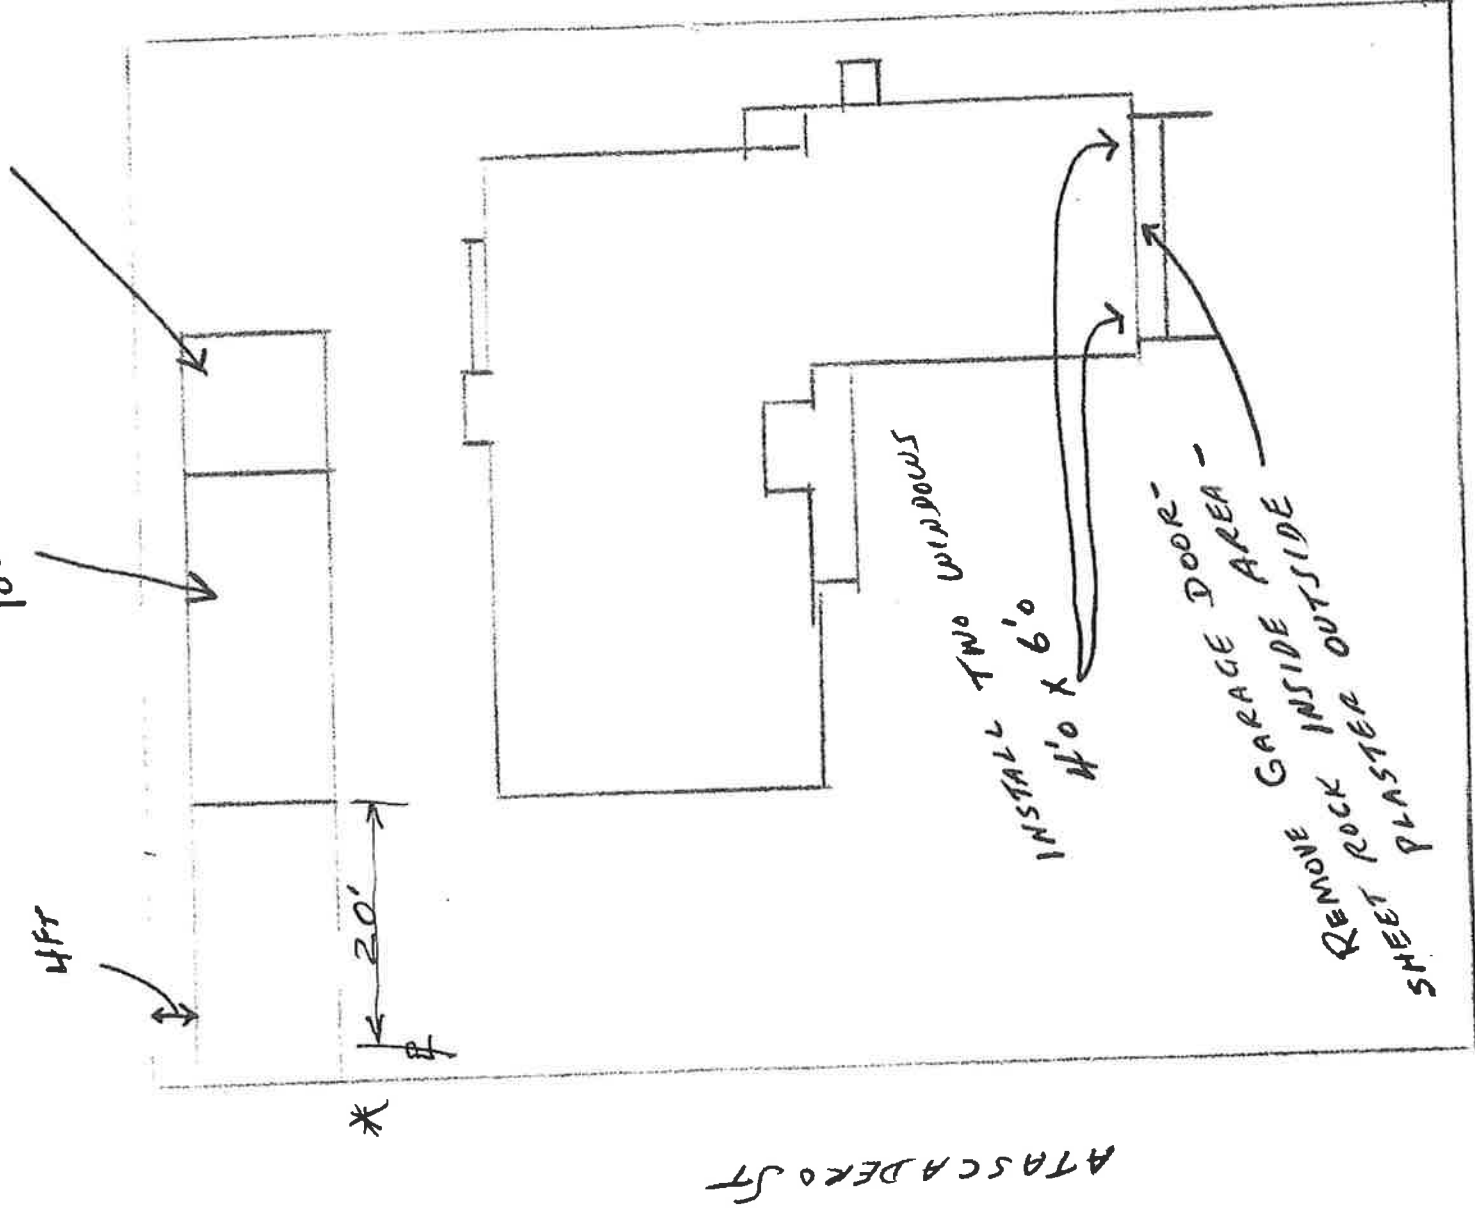 4FT
20'
PL
*
INSTALL TWO WINDOWS
4'0 X 6'0
REMOVE GARAGE DOOR-
SHEET ROCK INSIDE AREA-
PLASTER OUTSIDE
ATASCADERO ST